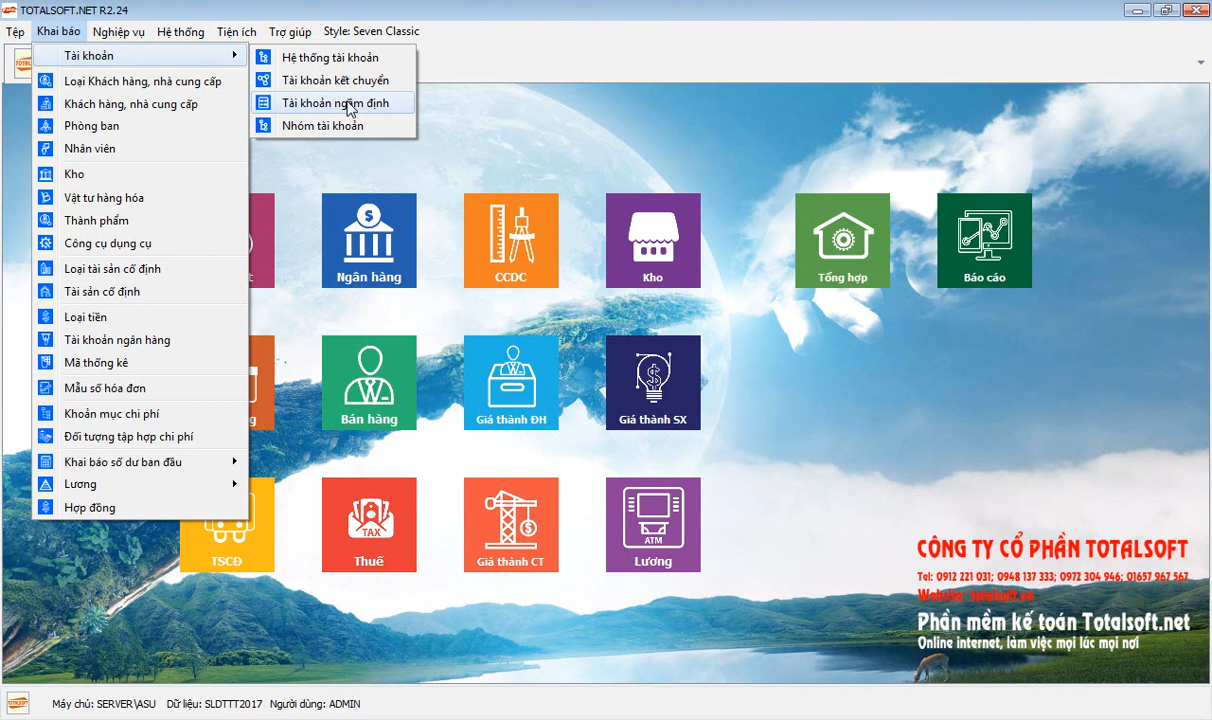 TOTALSOFT.NET R2.24
Tệp Khai báo Nghiệp vụ Hệ thống Tiện ích Trợ giúp Style: Seven Classic
Tài khoản
Loại Khách hàng, nhà cung cấp
Khách hàng, nhà cung cấp
Phòng ban
Nhân viên
Kho
Vật tư hàng hóa
Thành phẩm
Công cụ dụng cụ
Loại tài sản cố định
Tài sản cố định
Loại tiền
Tài khoản ngân hàng
Mã thống kê
Mẫu số hóa đơn
Khoản mục chi phí
Đối tượng tập hợp chi phí
Khai báo số dư ban đầu
Lương
Hợp đồng
Hệ thống tài khoản
Tài khoản kết chuyển
Tài khoản ngầm định
Nhóm tài khoản
Ngân hàng
CCDC
Kho
Tổng hợp
Báo cáo
Bán hàng
Giá thành ĐH
Giá thành SX
TSCĐ
TAX
Thuế
Giá thành CT
ATM
Lương
CÔNG TY CỔ PHẦN TOTALSOFT
Tel: 0912 221 031; 0948 137 333; 0972 304 946; 01657 967 567
Website: totalsoft.vn
Phần mềm kế toán Totalsoft.net
Online internet, làm việc mọi lúc mọi nơi
Máy chủ: SERVER\ASU Dữ liệu: SLDTTT2017 Người dùng: ADMIN